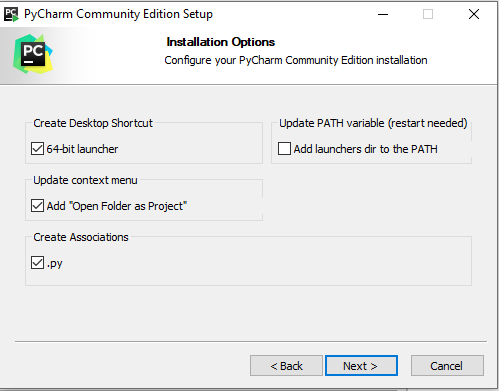 PyCharm Community Edition Setup
PC
Installation Options
Configure your PyCharm Community Edition installation
Create Desktop Shortcut
64-bit launcher
Update PATH variable (restart needed)
Add launchers dir to the PATH
Update context menu
Add "Open Folder as Project"
Create Associations
.py
< Back
Next >
Cancel